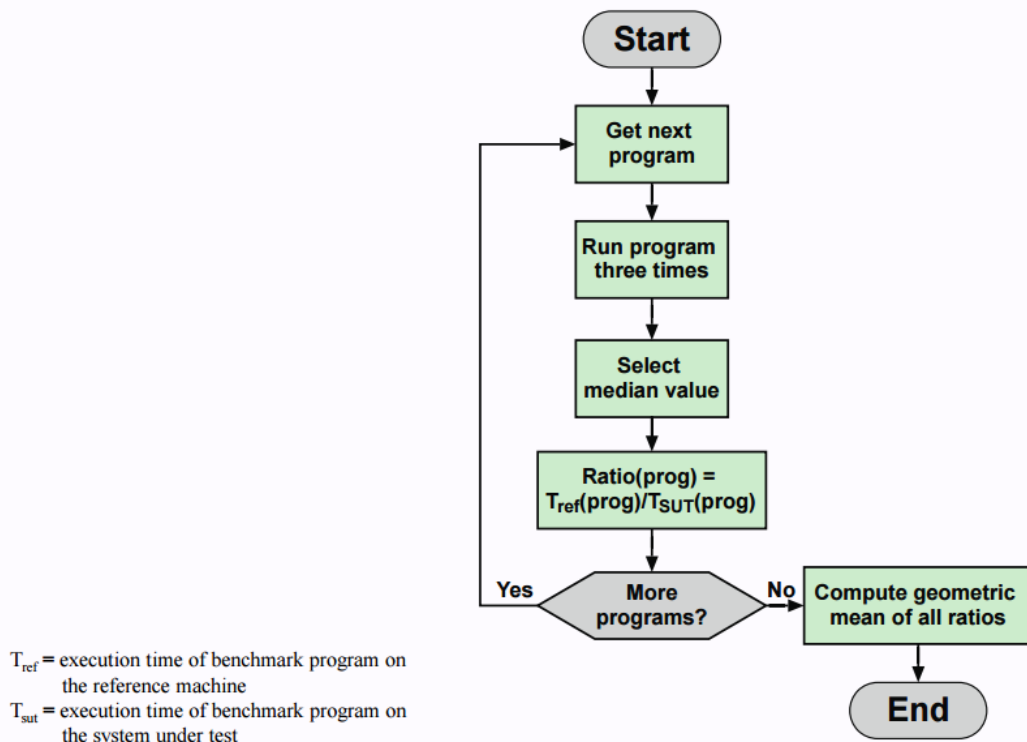 Start
Get next
program
Run program
three times
Select
median value
Ratio(prog) =
Tref(prog)/TSUT(prog)
Yes
More
programs?
No
Compute geometric
mean of all ratios
End
Tref = execution time of benchmark program on
the reference machine
Tsut = execution time of benchmark program on
the system under test